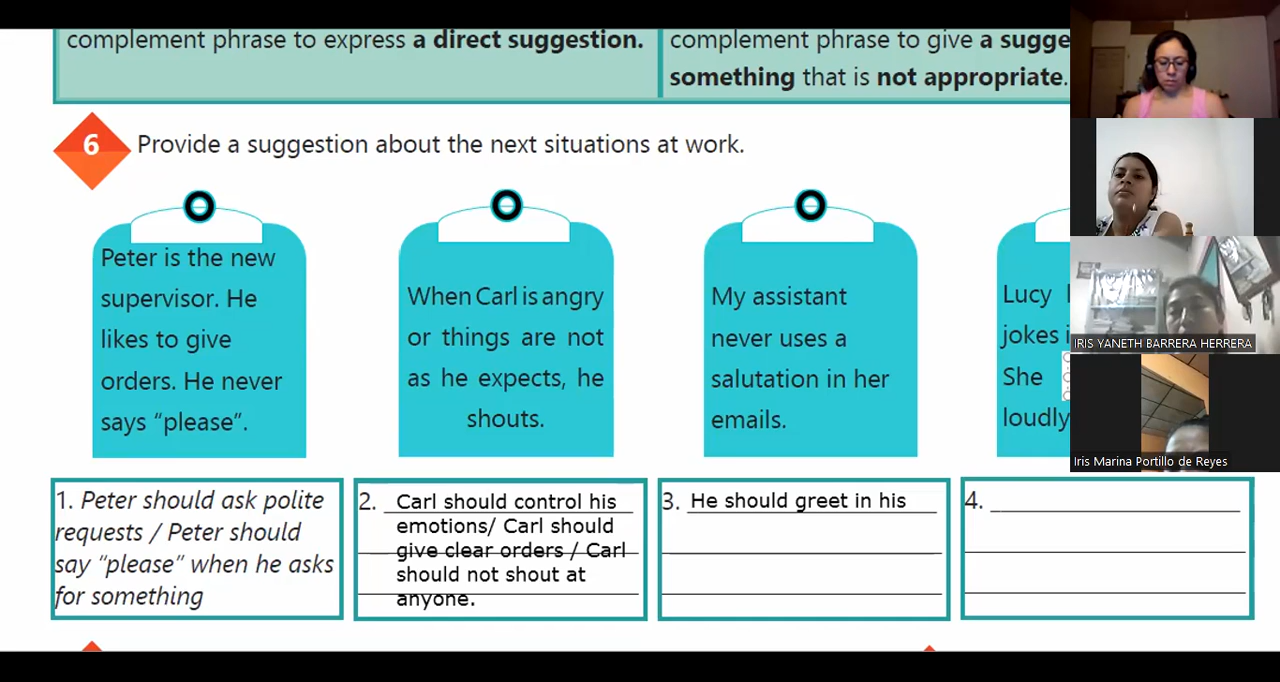 complement phrase to express a direct suggestion.
complement phrase to give a
something that is not appropriate.
6
Provide a suggestion about the next situations at work.
Peter is the new
supervisor. He
likes to give
orders. He never
says “please”.
When Carl is angry
or things are not
as he expects, he
shouts.
My assistant
never uses a
salutation in her
emails.
Lucy
jokes
She
loudly
1. Peter should ask polite
requests / Peter should
say “please” when he asks
for something
2. Carl should control his
emotions/ Carl should
give clear orders / Carl
should not shout at
anyone.
3. He should greet in his
4.
IRIS YANETH BARRERA HERRERA
Iris Marina Portillo de Reyes